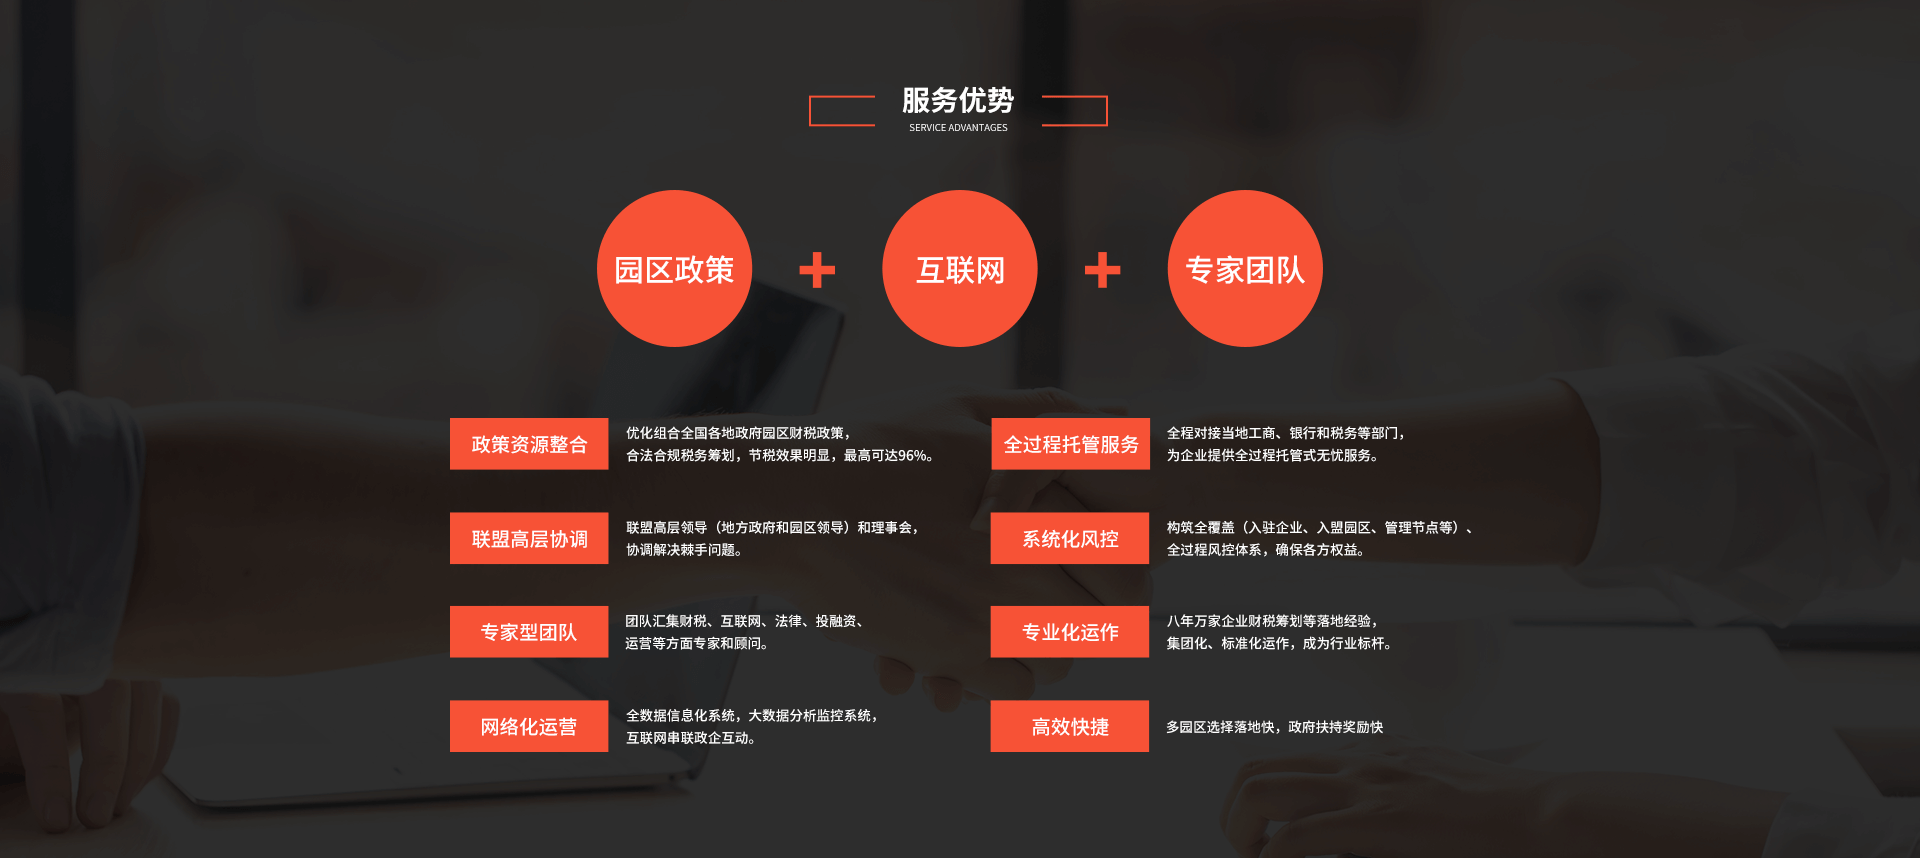 服务优势
SERVICE ADVANTAGES
园区政策
互联网
专家团队
政策资源整合
优化组合全国各地政府园区财税政策，
合法合规税务筹划，节税效果明显，最高可达96%。
全过程托管服务
全程对接当地工商、银行和税务等部门，
为企业提供全过程托管式无忧服务。
联盟高层协调
联盟高层领导（地方政府和园区领导）和理事会，
协调解决棘手问题。
系统化风控
构筑全覆盖（入驻企业、入盟园区、管理节点等）、
全过程风控体系，确保各方权益。
专家型团队
团队汇集财税、互联网、法律、投融资、
运营等方面专家和顾问。
专业化运作
八年万家企业财税筹划等落地经验，
集团化、标准化运作，成为行业标杆。
网络化运营
全数据信息化系统，大数据分析监控系统，
互联网串联政企互动。
高效快捷
多园区选择落地快，政府扶持奖励快